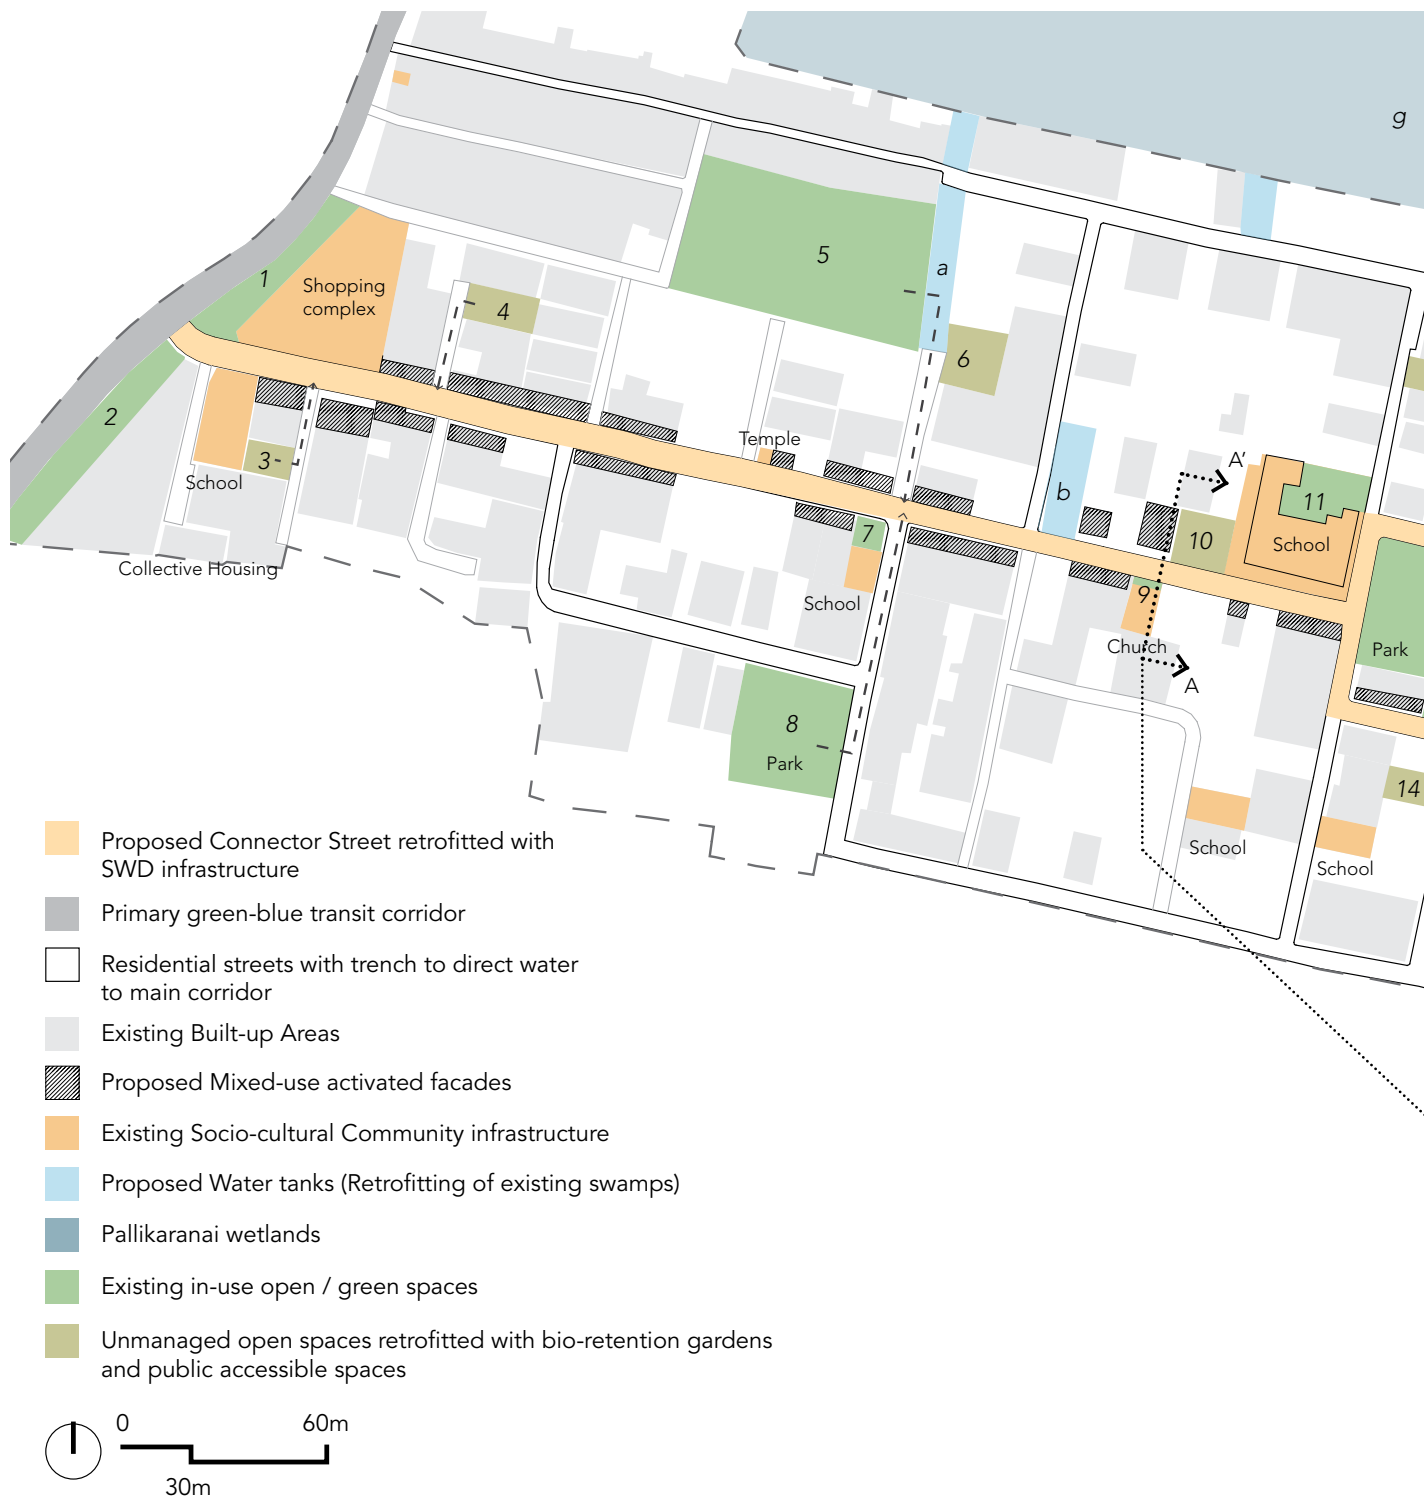 g
1
Shopping
complex
5
a
4
6
2
Temple
A'
3
b
School
11
10
School
7
9
School
Park
Collective Housing
Church
A
8
Park
14
School
School
Proposed Connector Street retrofitted with
SWD infrastructure
Primary green-blue transit corridor
Residential streets with trench to direct water
to main corridor
Existing Built-up Areas
Proposed Mixed-use activated facades
Existing Socio-cultural Community infrastructure
Proposed Water tanks (Retrofitting of existing swamps)
Pallikaranai wetlands
Existing in-use open / green spaces
Unmanaged open spaces retrofitted with bio-retention gardens
and public accessible spaces
0 60m
30m